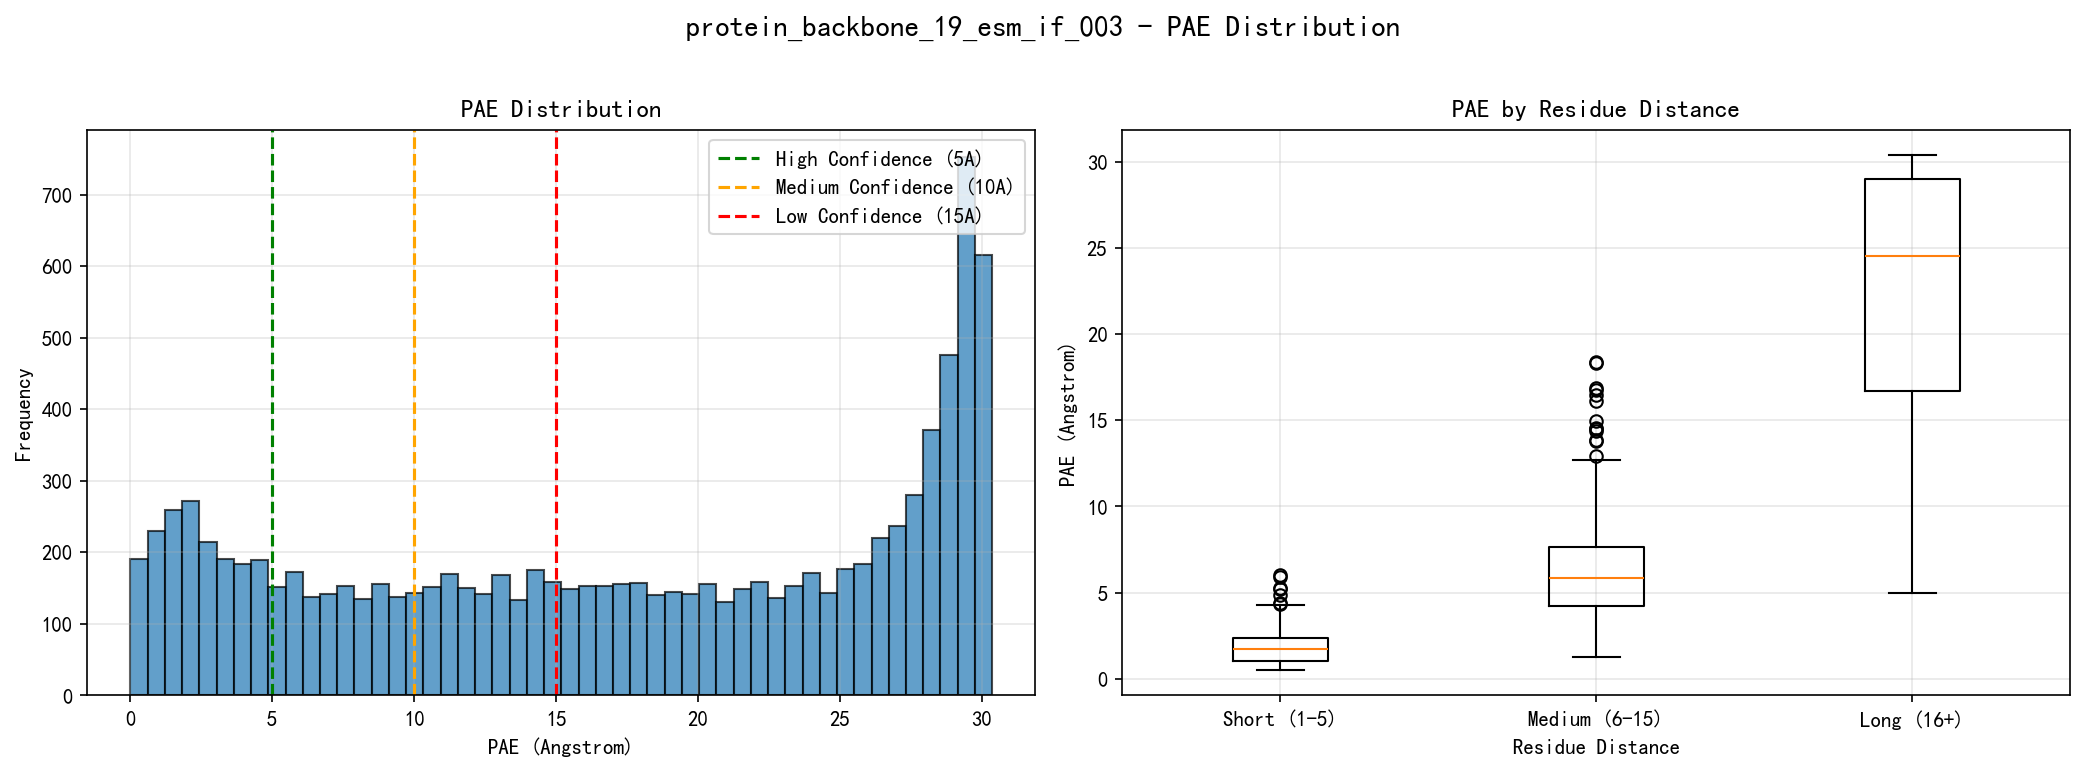 protein_backbone_19_esm_if_003 - PAE Distribution
PAE Distribution
High Confidence (5A)
Medium Confidence (10A)
Low Confidence (15A)
700
600
500
400
300
200
100
0
Frequency
0 5 10 15 20 25 30
PAE (Angstrom)
PAE by Residue Distance
30
25
20
15
10
5
0
PAE (Angstrom)
Short (1-5) Medium (6-15) Long (16+)
Residue Distance